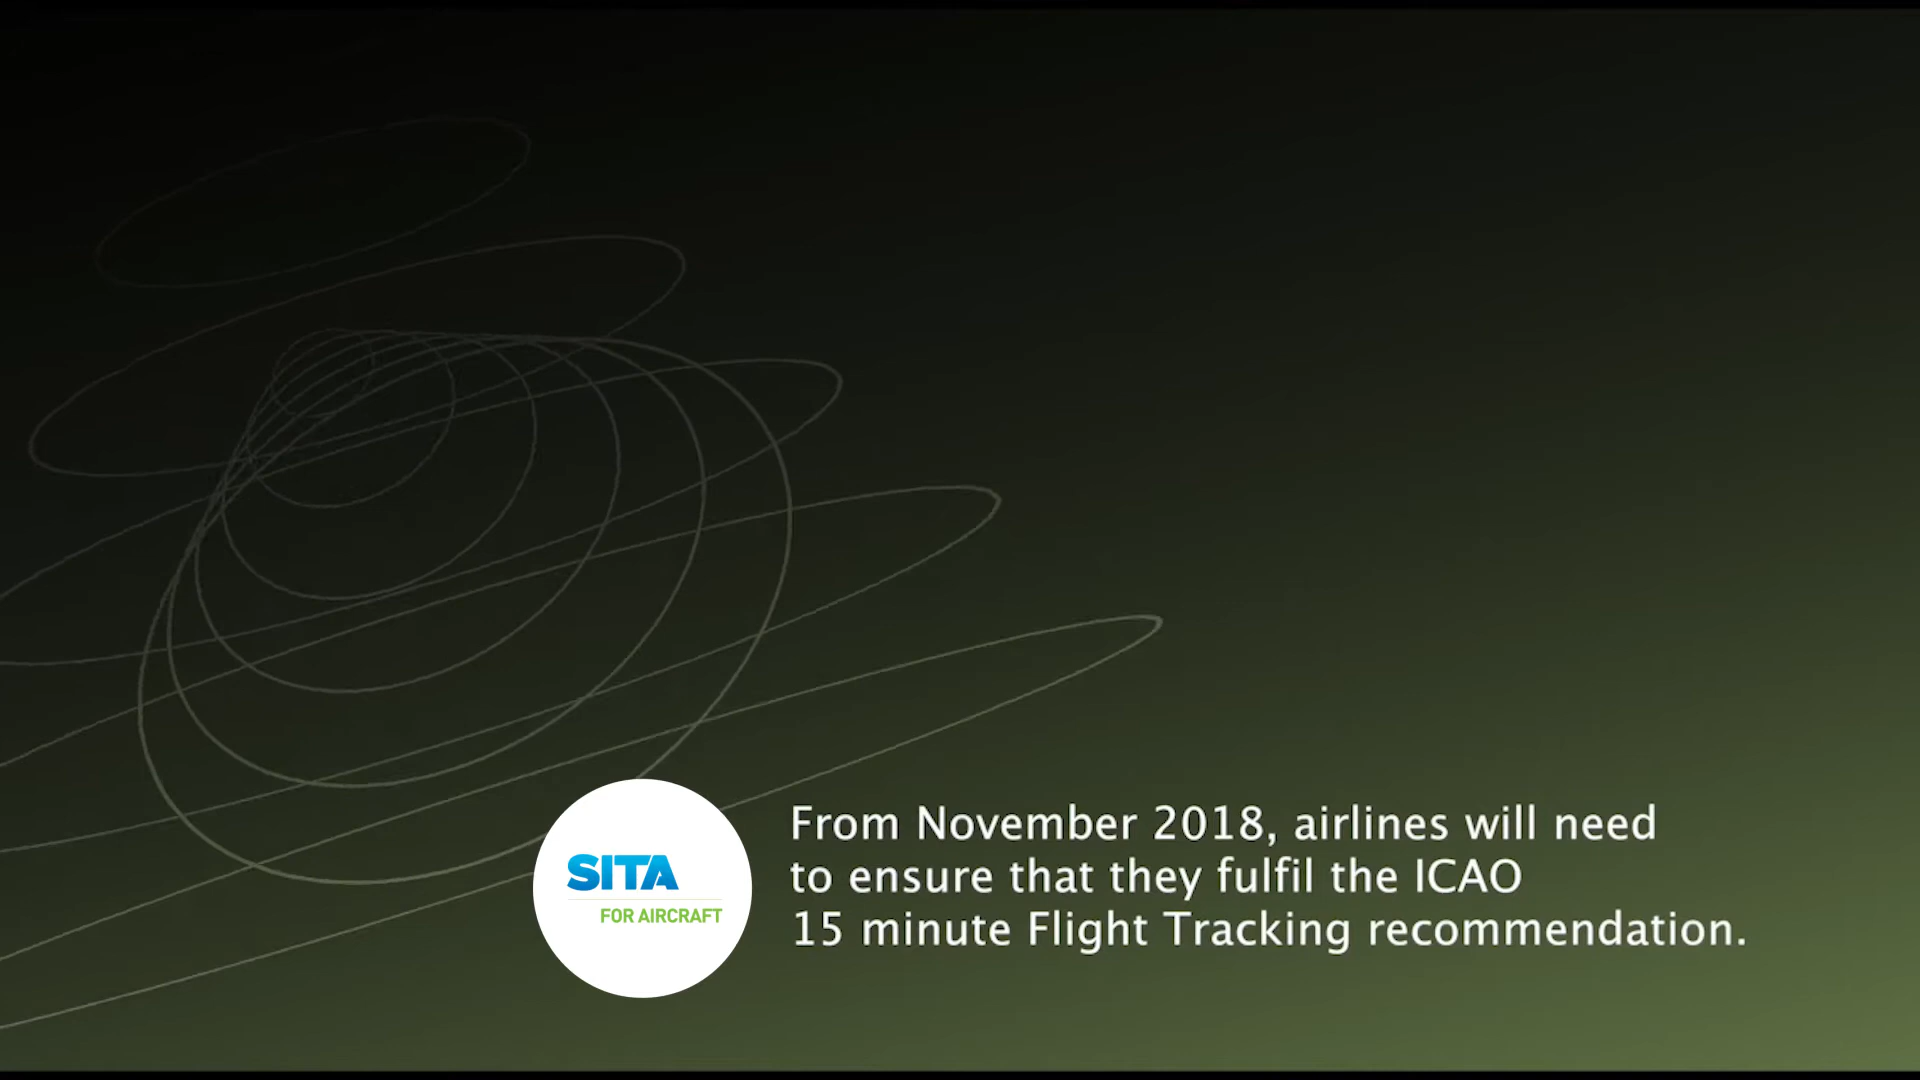 SITA
FOR AIRCRAFT
From November 2018, airlines will need
to ensure that they fulfil the ICAO
15 minute Flight Tracking recommendation.